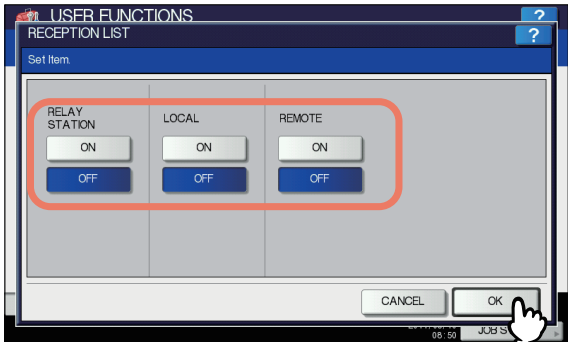 USER FUNCTIONS
?
RECEPTION LIST
?
Set Item.
RELAY
STATION
LOCAL
REMOTE
ON
ON
ON
OFF
OFF
OFF
CANCEL
OK
08:50